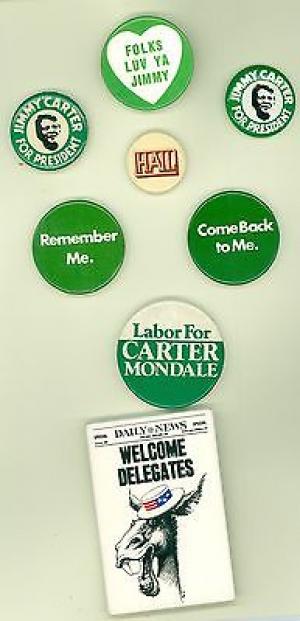 FOLKS
LUV YA
JIMMY
JIMMY CARTER
FOR PRESIDENT
JIMMY CARTER
FOR PRESIDENT
HALL
Remember
Me.
Come Back
to Me.
Labor For
CARTER
MONDALE
DAILY NEWS
WELCOME
DELEGATES